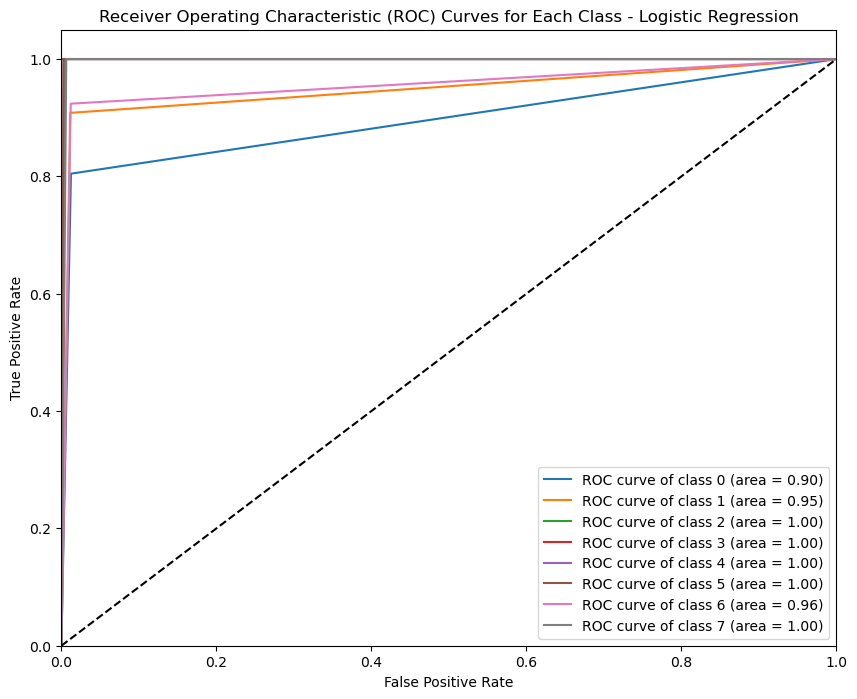 Receiver Operating Characteristic (ROC) Curves for Each Class - Logistic Regression
1.0
0.8
0.6
0.4
0.2
0.0
True Positive Rate
ROC curve of class 0 (area = 0.90)
ROC curve of class 1 (area = 0.95)
ROC curve of class 2 (area = 1.00)
ROC curve of class 3 (area = 1.00)
ROC curve of class 4 (area = 1.00)
ROC curve of class 5 (area = 1.00)
ROC curve of class 6 (area = 0.96)
ROC curve of class 7 (area = 1.00)
0.0 0.2 0.4 0.6 0.8 1.0
False Positive Rate